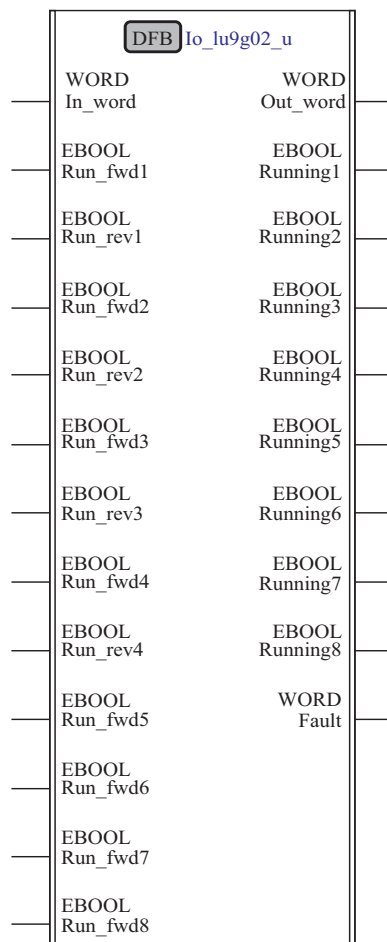 DFB Io_lu9g02_u
WORD WORD
In_word Out_word
EBOOL EBOOL
Run_fwd1 Running1
EBOOL EBOOL
Run_rev1 Running2
EBOOL EBOOL
Run_fwd2 Running3
EBOOL EBOOL
Run_rev2 Running4
EBOOL EBOOL
Run_fwd3 Running5
EBOOL EBOOL
Run_rev3 Running6
EBOOL EBOOL
Run_fwd4 Running7
EBOOL EBOOL
Run_rev4 Running8
EBOOL WORD
Run_fwd5 Fault
EBOOL
Run_fwd6
EBOOL
Run_fwd7
EBOOL
Run_fwd8